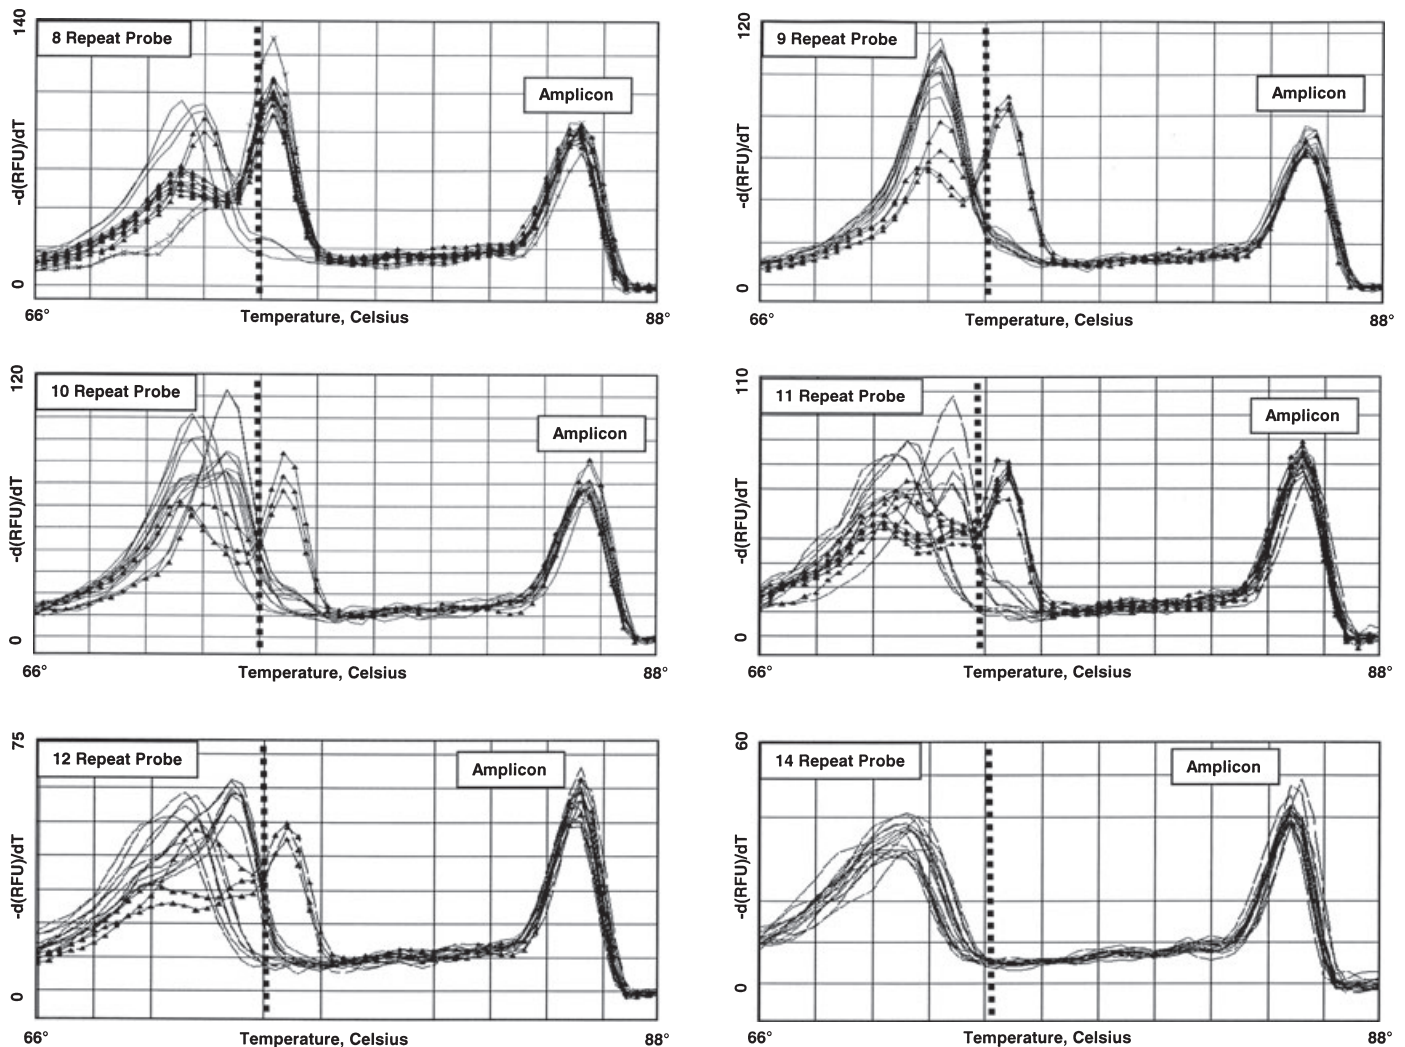 140
8 Repeat Probe
Amplicon
-d(RFU)/dT
0
66°
Temperature, Celsius
88°
120
9 Repeat Probe
Amplicon
-d(RFU)/dT
0
66°
Temperature, Celsius
88°
120
10 Repeat Probe
Amplicon
-d(RFU)/dT
0
66°
Temperature, Celsius
88°
110
11 Repeat Probe
Amplicon
-d(RFU)/dT
0
66°
Temperature, Celsius
88°
75
12 Repeat Probe
Amplicon
-d(RFU)/dT
0
66°
Temperature, Celsius
88°
60
14 Repeat Probe
Amplicon
-d(RFU)/dT
0
66°
Temperature, Celsius
88°